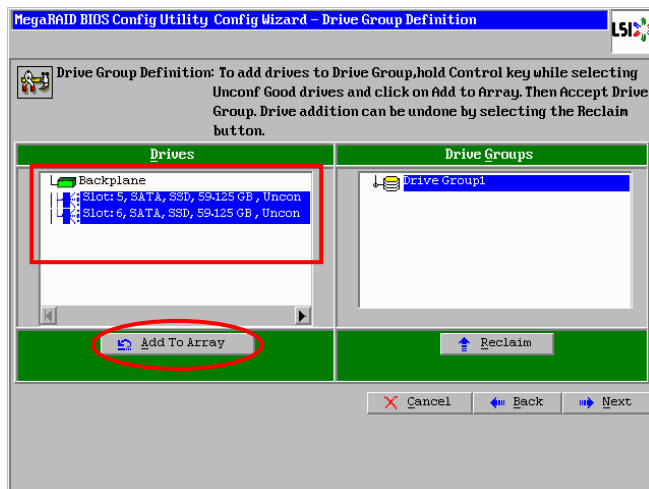 MegaRAID BIOS Config Utility Config Wizard - Drive Group Definition
LSI
Drive Group Definition: To add drives to Drive Group,hold Control key while selecting
Unconf Good drives and click on Add to Array. Then Accept Drive
Group. Drive addition can be undone by selecting the Reclaim
button.
Drives
Drive Groups
Backplane
Slot: 5, SATA, SSD, 59.125 GB, Uncon
Slot: 6, SATA, SSD, 59.125 GB, Uncon
Drive Group1
Add To Array
Reclaim
Cancel
Back
Next